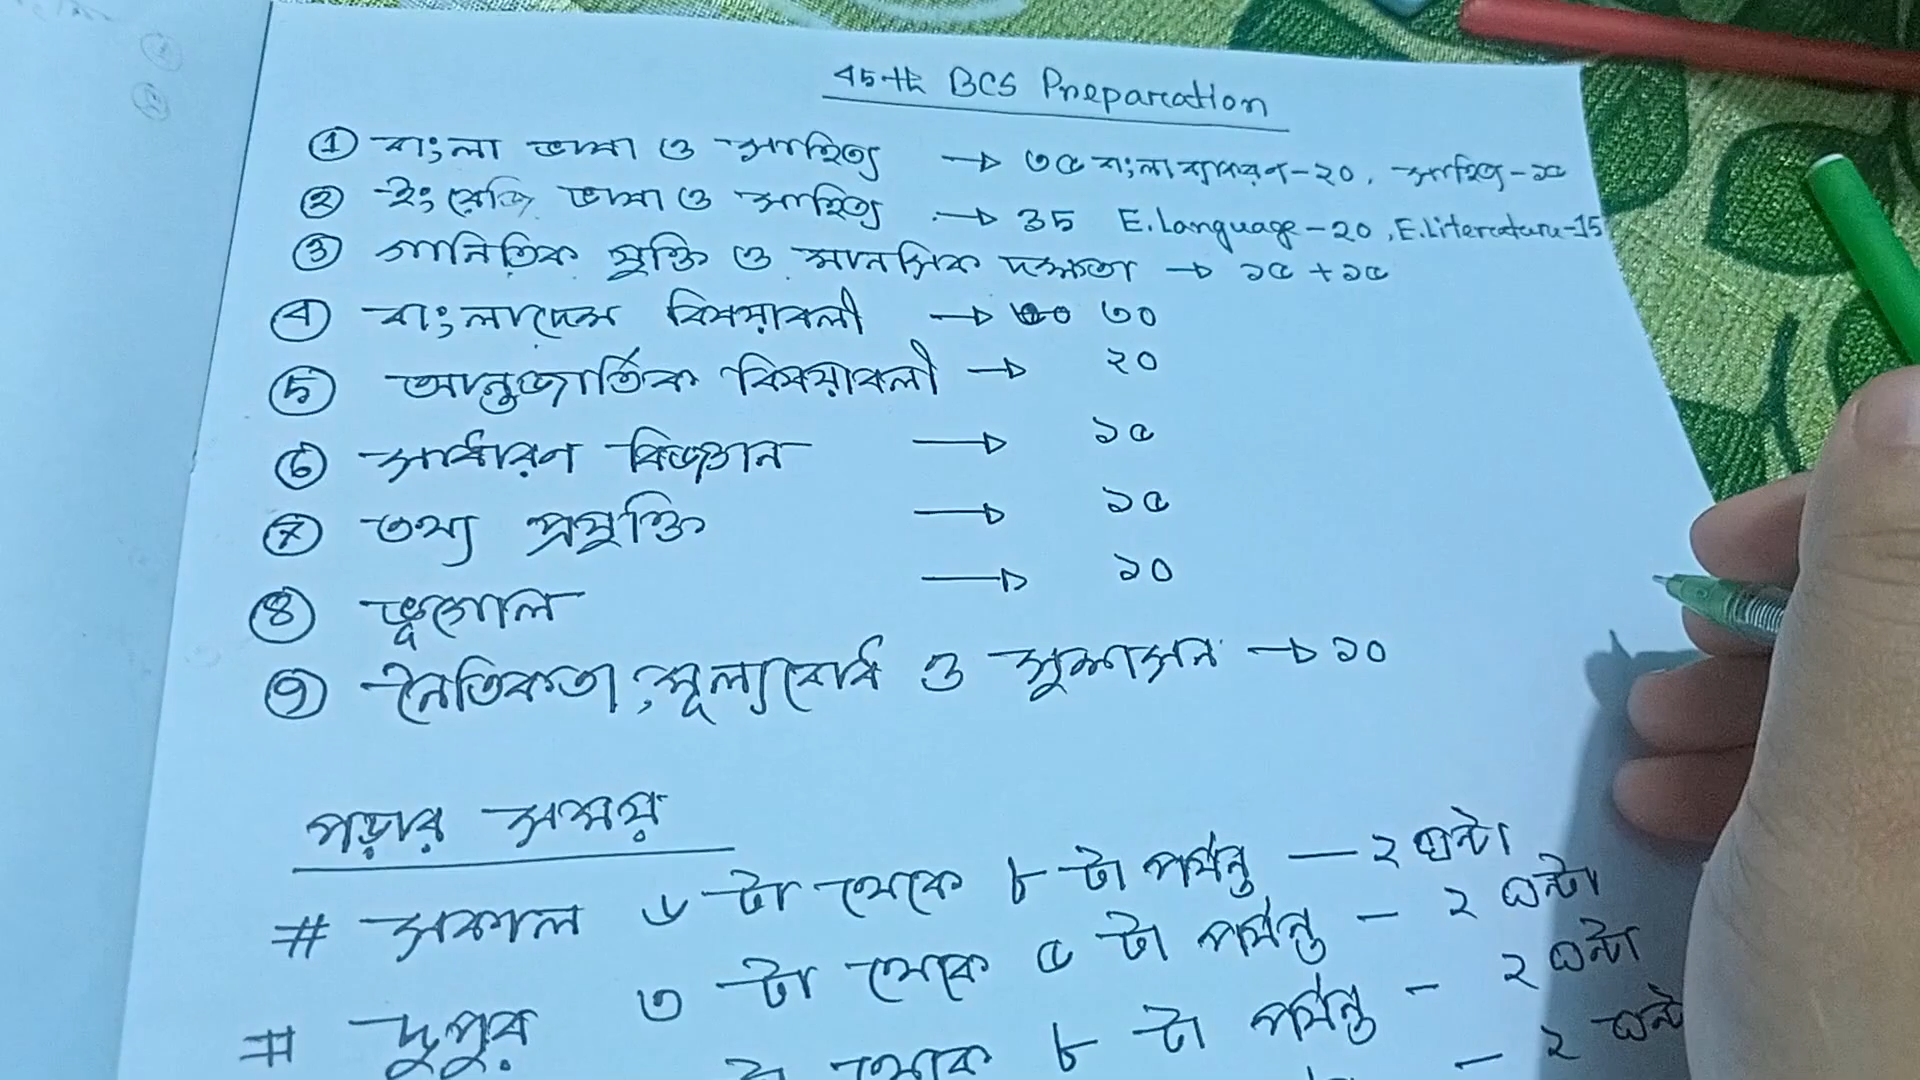 45th BCS Preparation
① বাংলা ভাষা ও সাহিত্য → ৩৫ বাংলা ব্যাকরণ-২০, সাহিত্য-১৫
② ইংরেজি ভাষা ও সাহিত্য → 35 E.Language-20, E.Literature-15
③ গানিতিক যুক্তি ও মানসিক দক্ষতা → ১৫+১৫
④ বাংলাদেশ বিষয়াবলী → ৩০
⑤ আন্তর্জাতিক বিষয়াবলী → ২০
⑥ সাধারণ বিজ্ঞান → ১৫
⑦ তথ্য প্রযুক্তি → ১৫
⑧ ভূগোল → ১০
⑨ নৈতিকতা, মূল্যবোধ ও সুশাসন → ১০
পড়ার সময়
# সকাল ৬ টা থেকে ৮ টা পর্যন্ত — ২ ঘন্টা
# দুপুর ৩ টা থেকে ৫ টা পর্যন্ত - ২ ঘন্টা
টা থেকে ৮ টা পর্যন্ত - ২ ঘন্টা
- ২ ঘন্টা